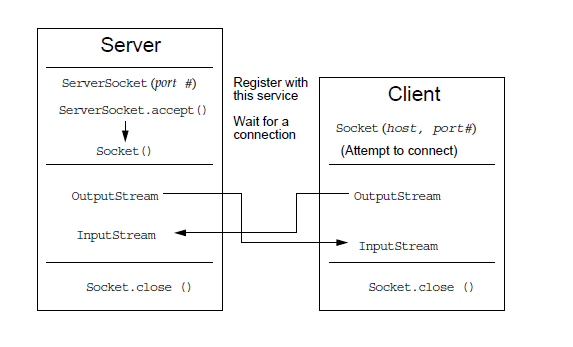 Server
ServerSocket(port #)
ServerSocket.accept()
Socket()
OutputStream
InputStream
Socket.close ()
Register with
this service
Wait for a
connection
Client
Socket(host, port#)
(Attempt to connect)
OutputStream
InputStream
Socket.close ()